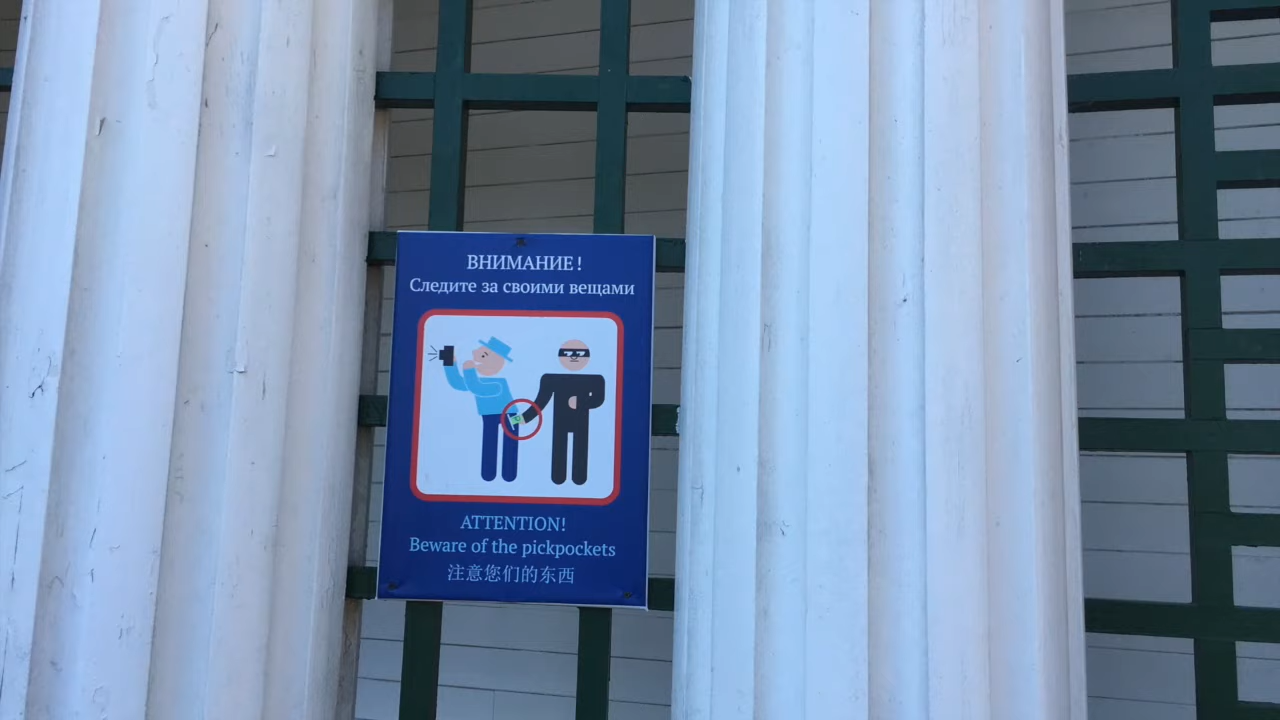 ВНИМАНИЕ!
Следите за своими вещами
ATTENTION!
Beware of the pickpockets
注意您们的东西